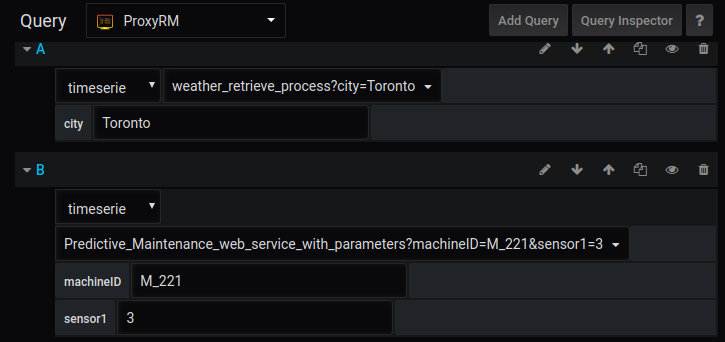 Query ProxyRM Add Query Query Inspector ?
A
timeserie weather_retrieve_process?city=Toronto
city Toronto
B
timeserie
Predictive_Maintenance_web_service_with_parameters?machineID=M_221&sensor1=3
machineID M_221
sensor1 3